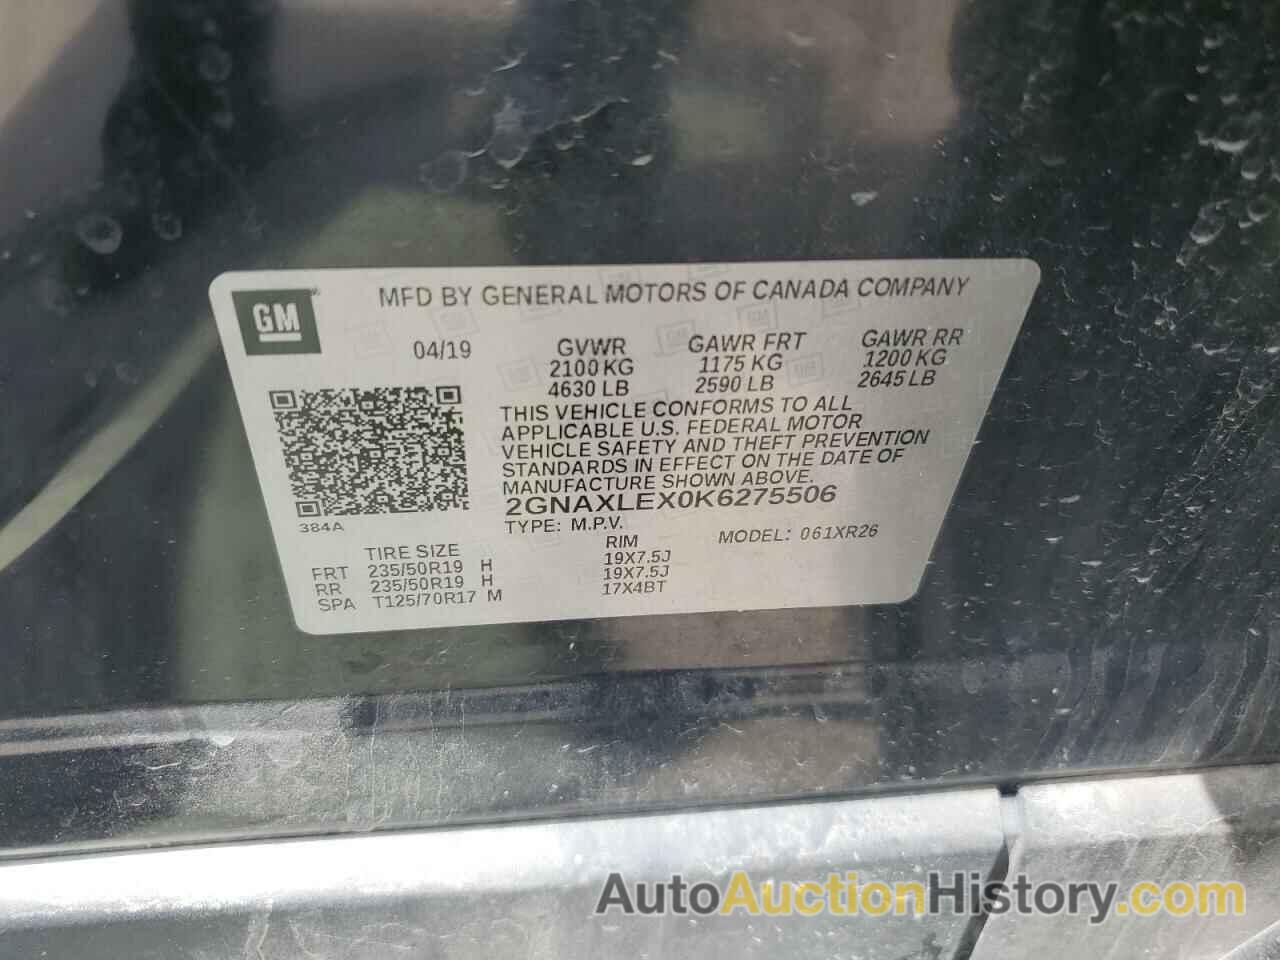 GM
MFD BY GENERAL MOTORS OF CANADA COMPANY
04/19
GVWR GAWR FRT GAWR RR
2100 KG 1175 KG 1200 KG
4630 LB 2590 LB 2645 LB
THIS VEHICLE CONFORMS TO ALL
APPLICABLE U.S. FEDERAL MOTOR
VEHICLE SAFETY AND THEFT PREVENTION
STANDARDS IN EFFECT ON THE DATE OF
MANUFACTURE SHOWN ABOVE.
2GNAXLEX0K6275506
384A
TYPE: M.P.V. MODEL: 061XR26
TIRE SIZE RIM
FRT 235/50R19 H 19X7.5J
RR 235/50R19 H 19X7.5J
SPA T125/70R17 M 17X4BT
AutoAuctionHistory.com